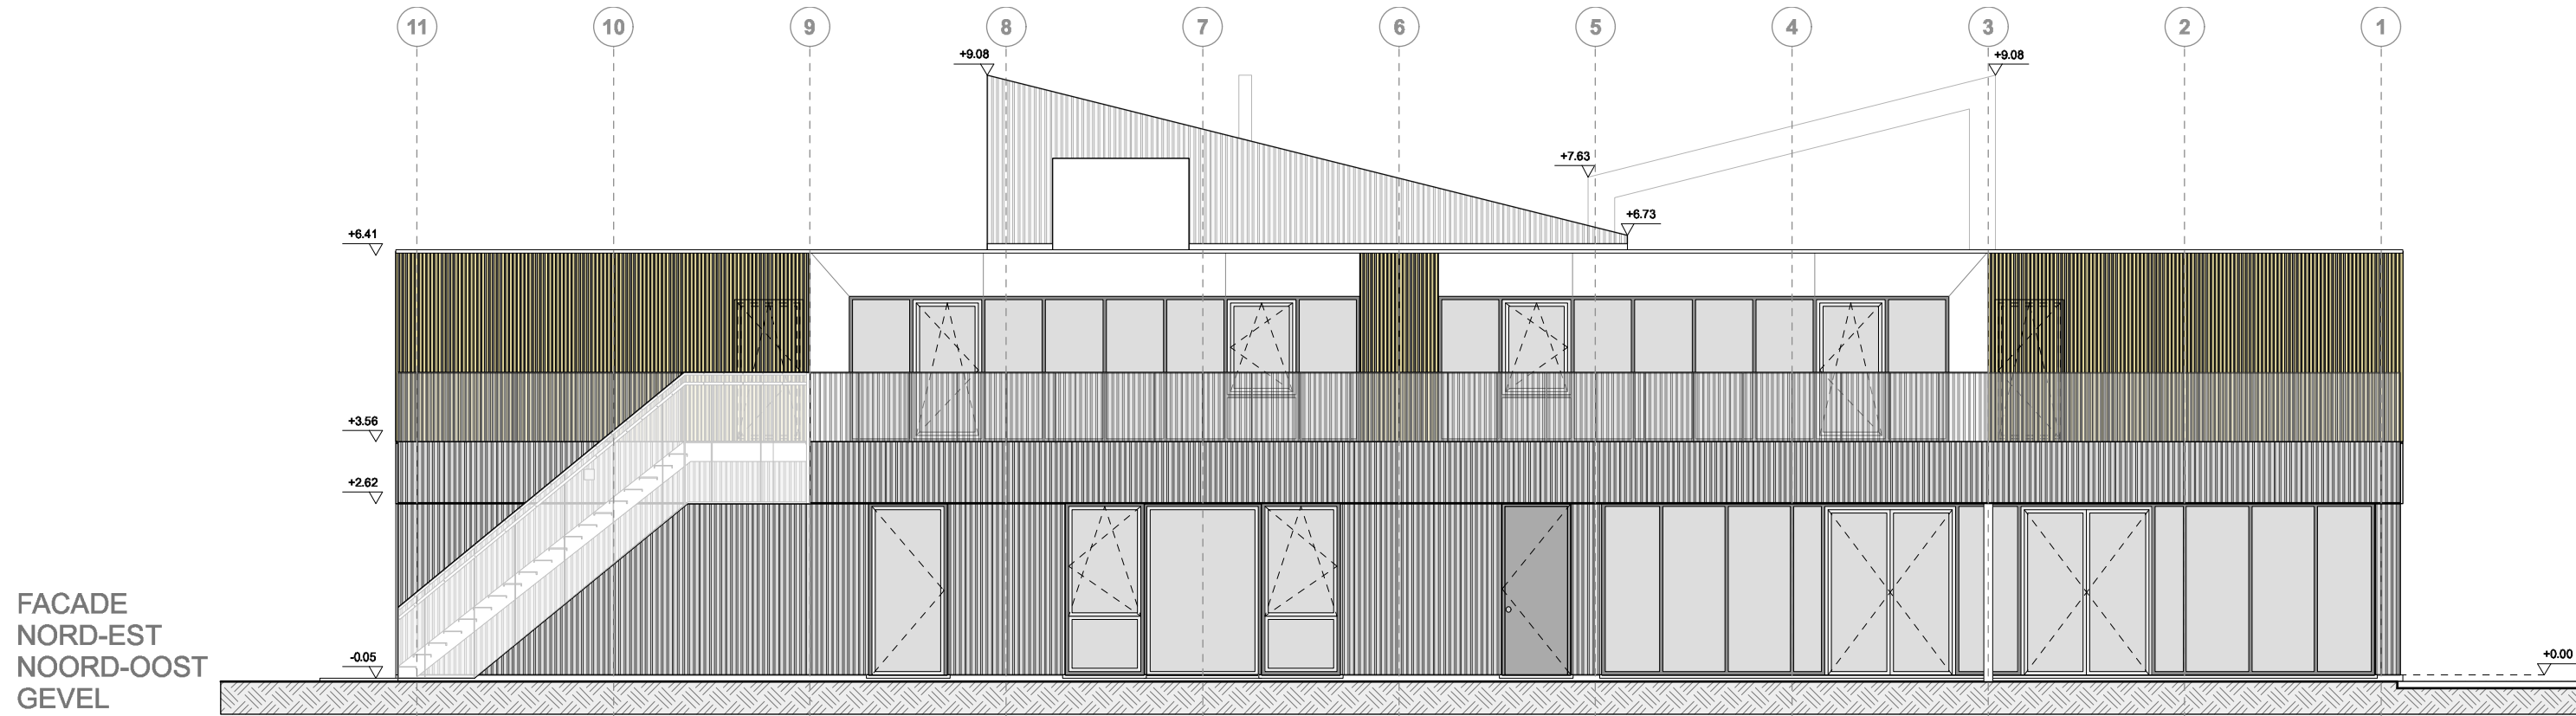 11 10 9 8 7 6 5 4 3 2 1
+9.08 +9.08
+7.63
+6.73
+6.41
+3.56
+2.62
-0.05 +0.00
FACADE
NORD-EST
NOORD-OOST
GEVEL